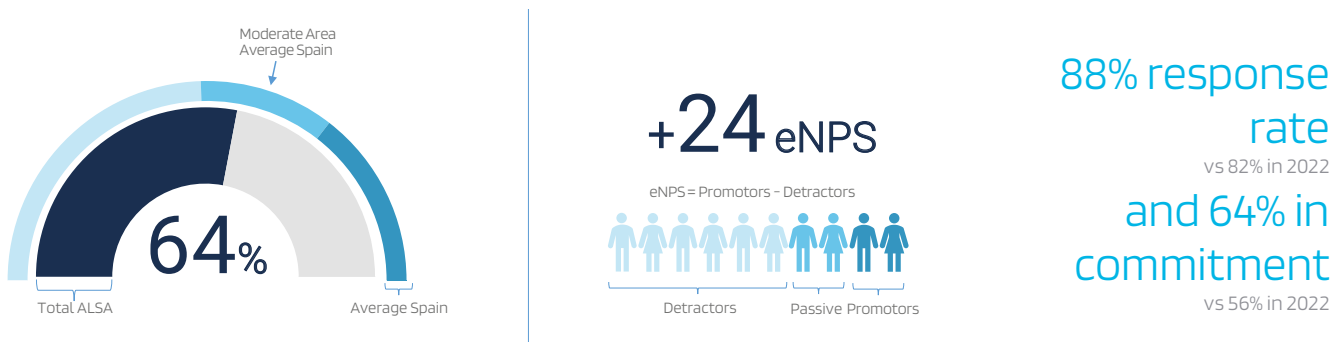 Moderate Area
Average Spain
64%
Total ALSA
Average Spain
+24 eNPS
eNPS = Promotors - Detractors
Detractors
Passive Promotors
88% response
rate
vs 82% in 2022
and 64% in
commitment
vs 56% in 2022